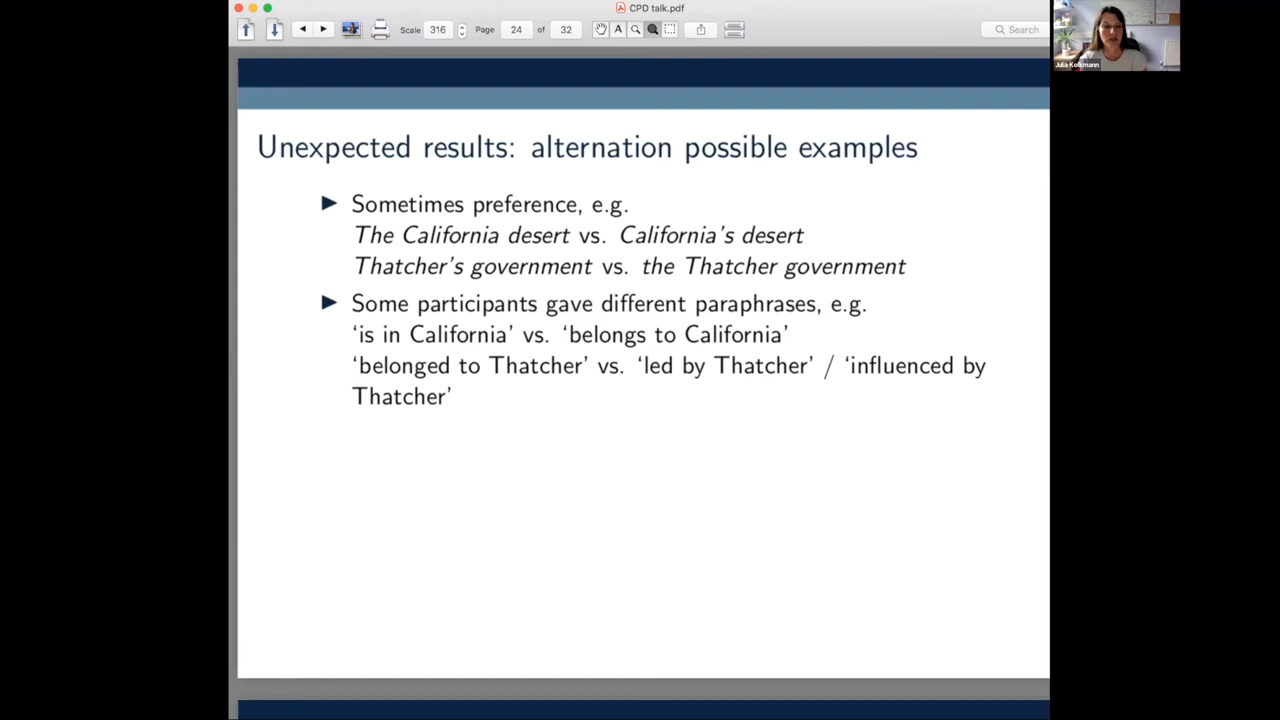 CPD talk.pdf
Scale 316 Page 24 of 32 A Search
Julia Kolkmann
Unexpected results: alternation possible examples
Sometimes preference, e.g.
The California desert vs. California's desert
Thatcher's government vs. the Thatcher government
Some participants gave different paraphrases, e.g.
‘is in California’ vs. ‘belongs to California’
‘belonged to Thatcher’ vs. ‘led by Thatcher’ / ‘influenced by
Thatcher’